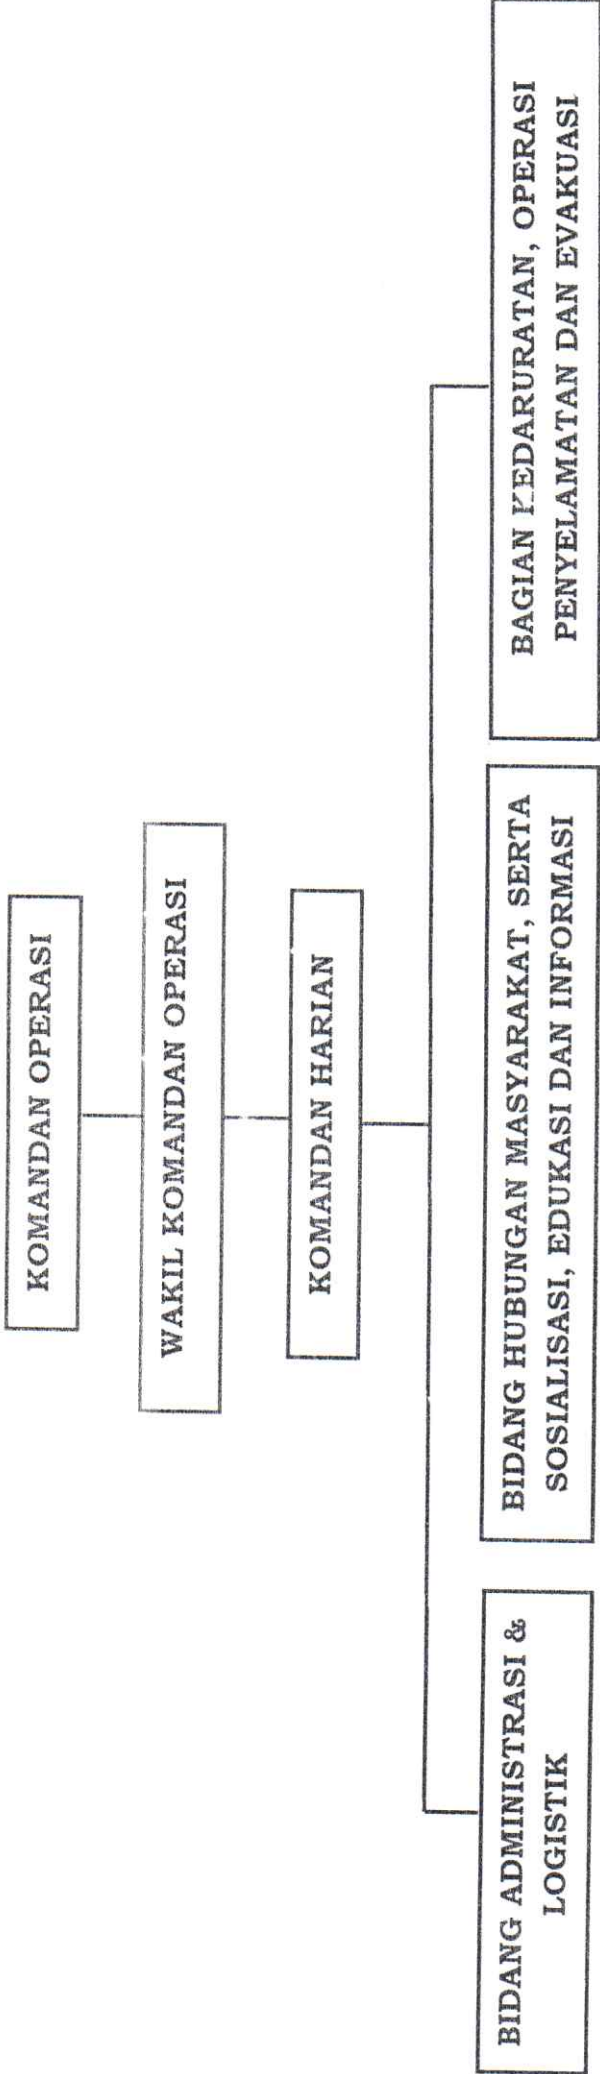 KOMANDAN OPERASI
WAKIL KOMANDAN OPERASI
KOMANDAN HARIAN
BIDANG ADMINISTRASI &
LOGISTIK
BIDANG HUBUNGAN MASYARAKAT, SERTA
SOSIALISASI, EDUKASI DAN INFORMASI
BAGIAN KEDARURATAN, OPERASI
PENYELAMATAN DAN EVAKUASI